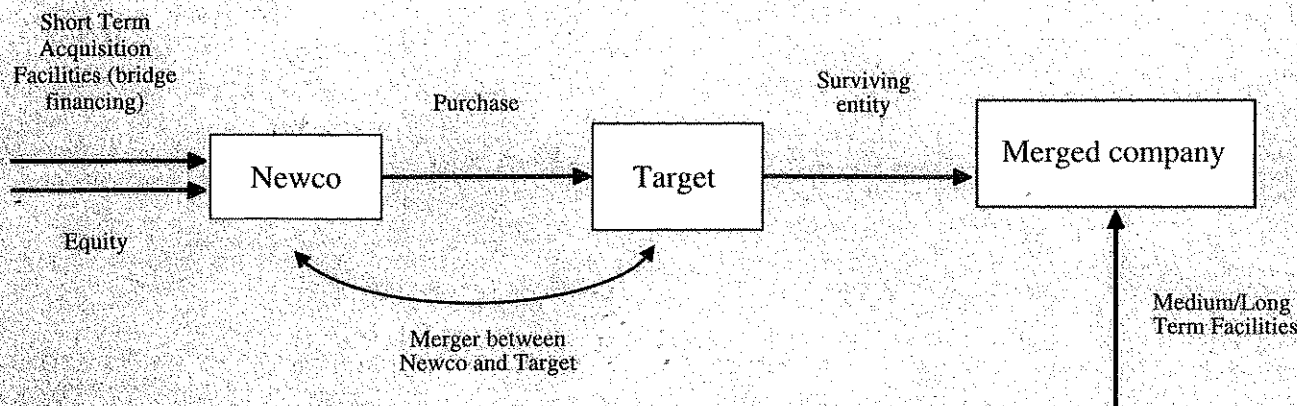 Short Term
Acquisition
Facilities (bridge
financing)
Purchase
Surviving
entity
Newco
Target
Merged company
Equity
Merger between
Newco and Target
Medium/Long
Term Facilities